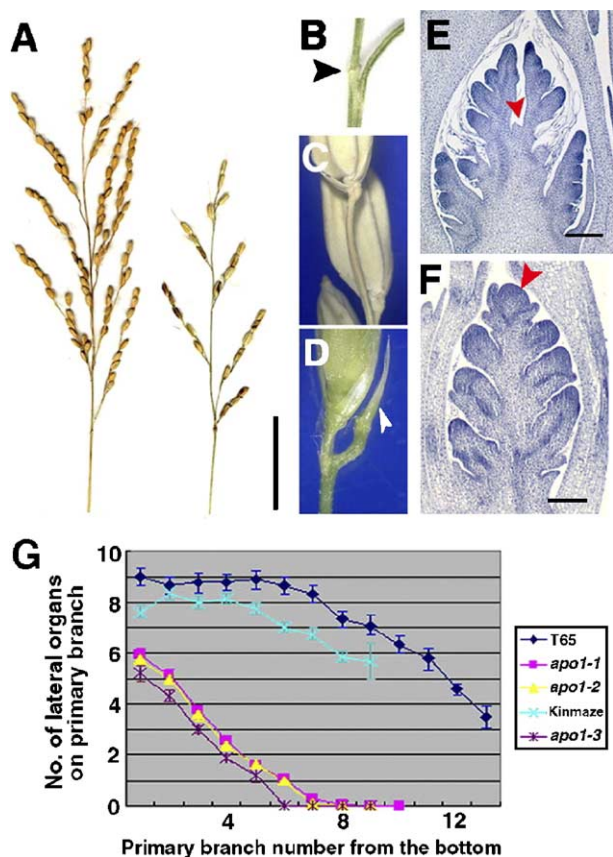 A
B
C
D
E
F
G
No. of lateral organs
on primary branch
10
8
6
4
2
0
4
8
12
Primary branch number from the bottom
T65
apo1-1
apo1-2
Kinmaze
apo1-3